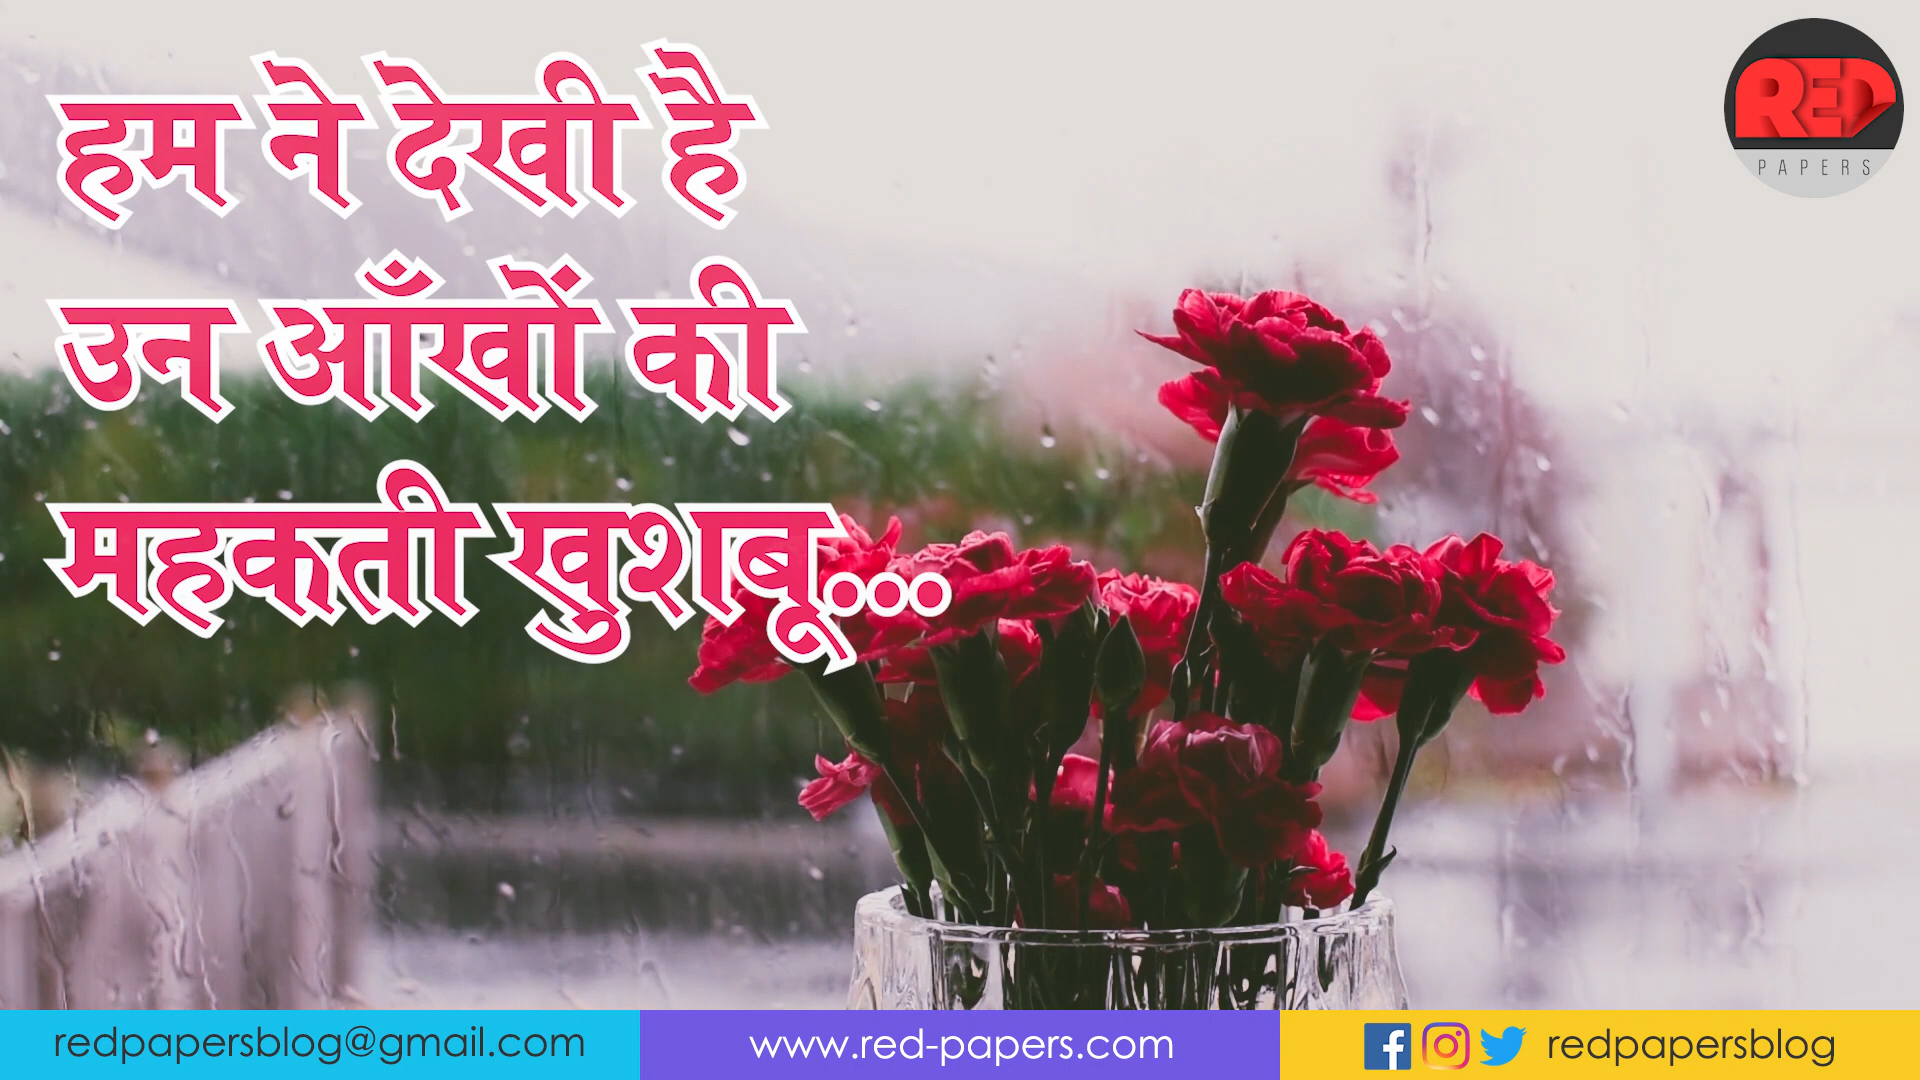 हम ने देखी है
उन आँखों की
महकती खुशबू...
RED
PAPERS
redpapersblog@gmail.com
www.red-papers.com
redpapersblog